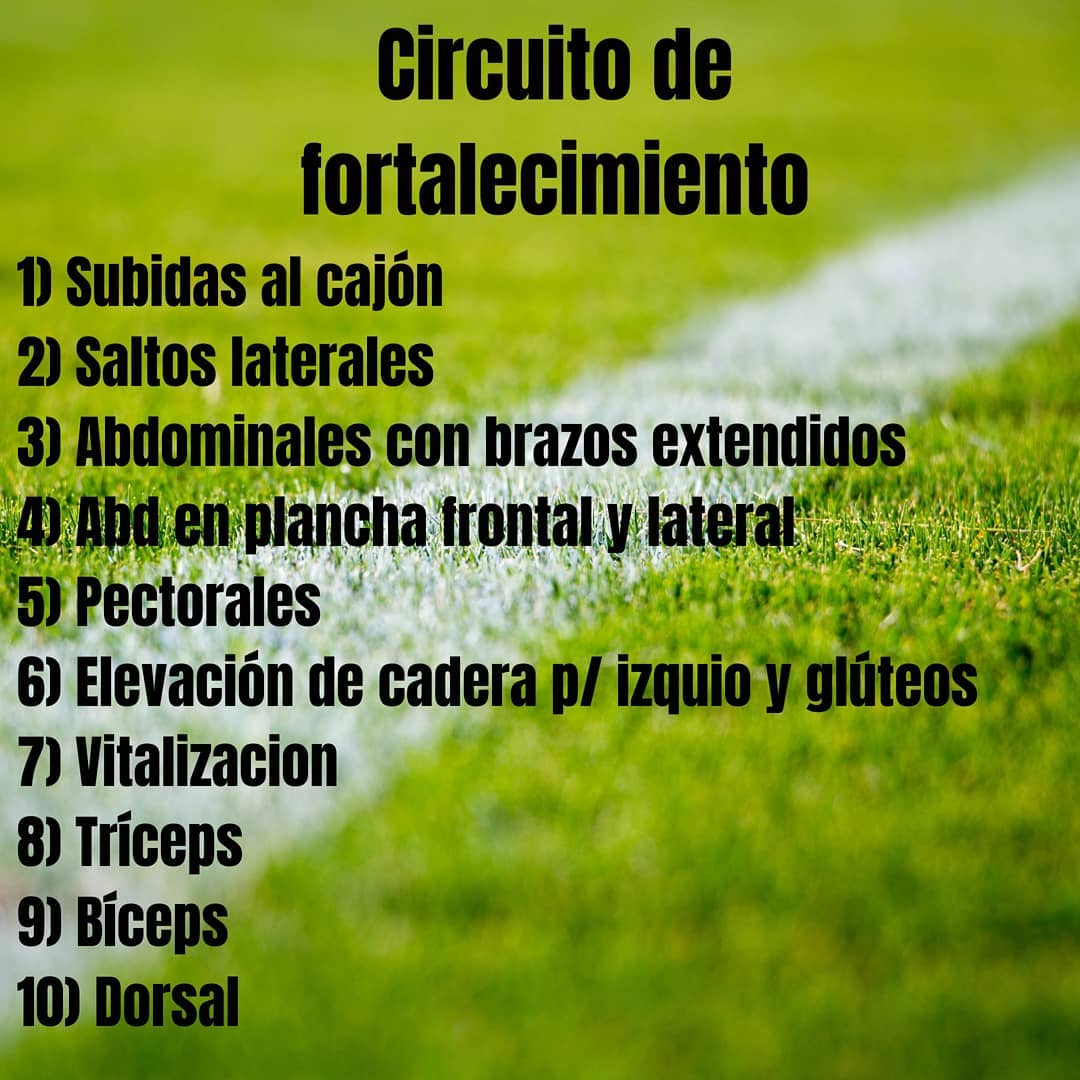 Circuito de
fortalecimiento
1) Subidas al cajón
2) Saltos laterales
3) Abdominales con brazos extendidos
4) Abd en plancha frontal y lateral
5) Pectorales
6) Elevación de cadera p/ izquio y glúteos
7) Vitalizacion
8) Tríceps
9) Bíceps
10) Dorsal